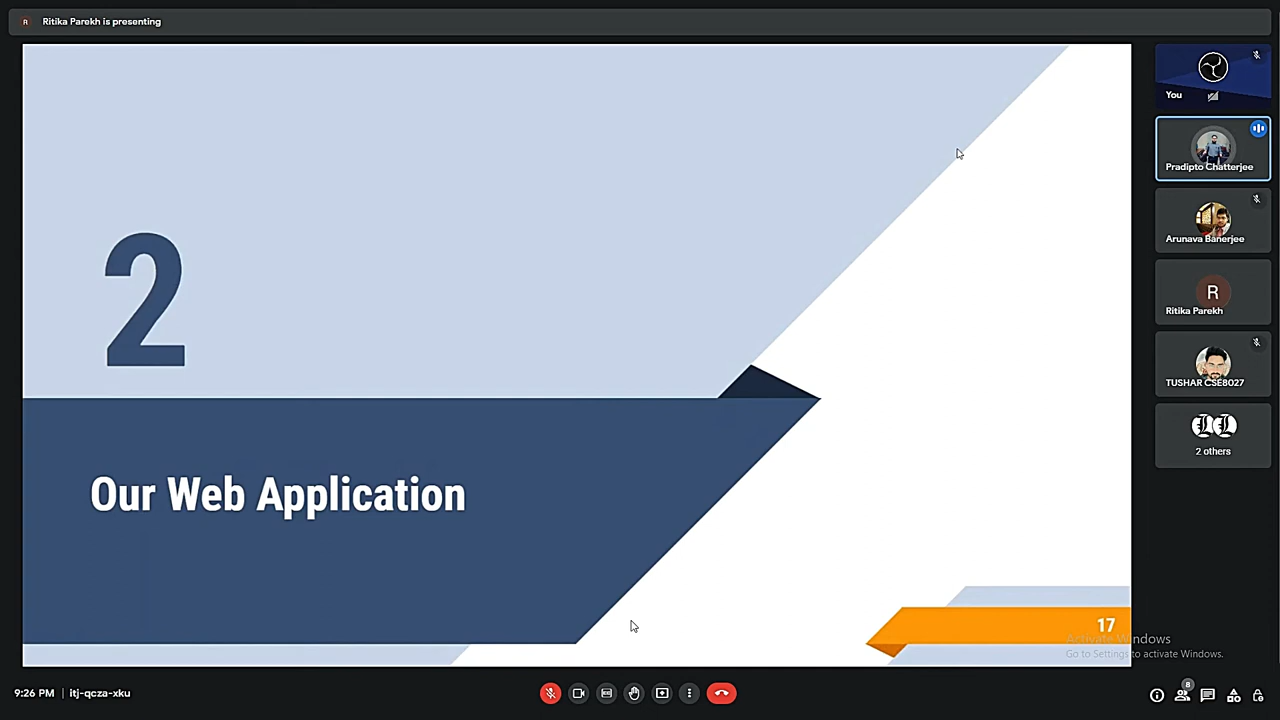 R Ritika Parekh is presenting
You
Pradipto Chatterjee
Arunava Banerjee
R
Ritika Parekh
TUSHAR CSE8027
2 others
2
Our Web Application
17
Activate Windows
Go to Settings to activate Windows.
9:26 PM | itj-qcza-xku
8